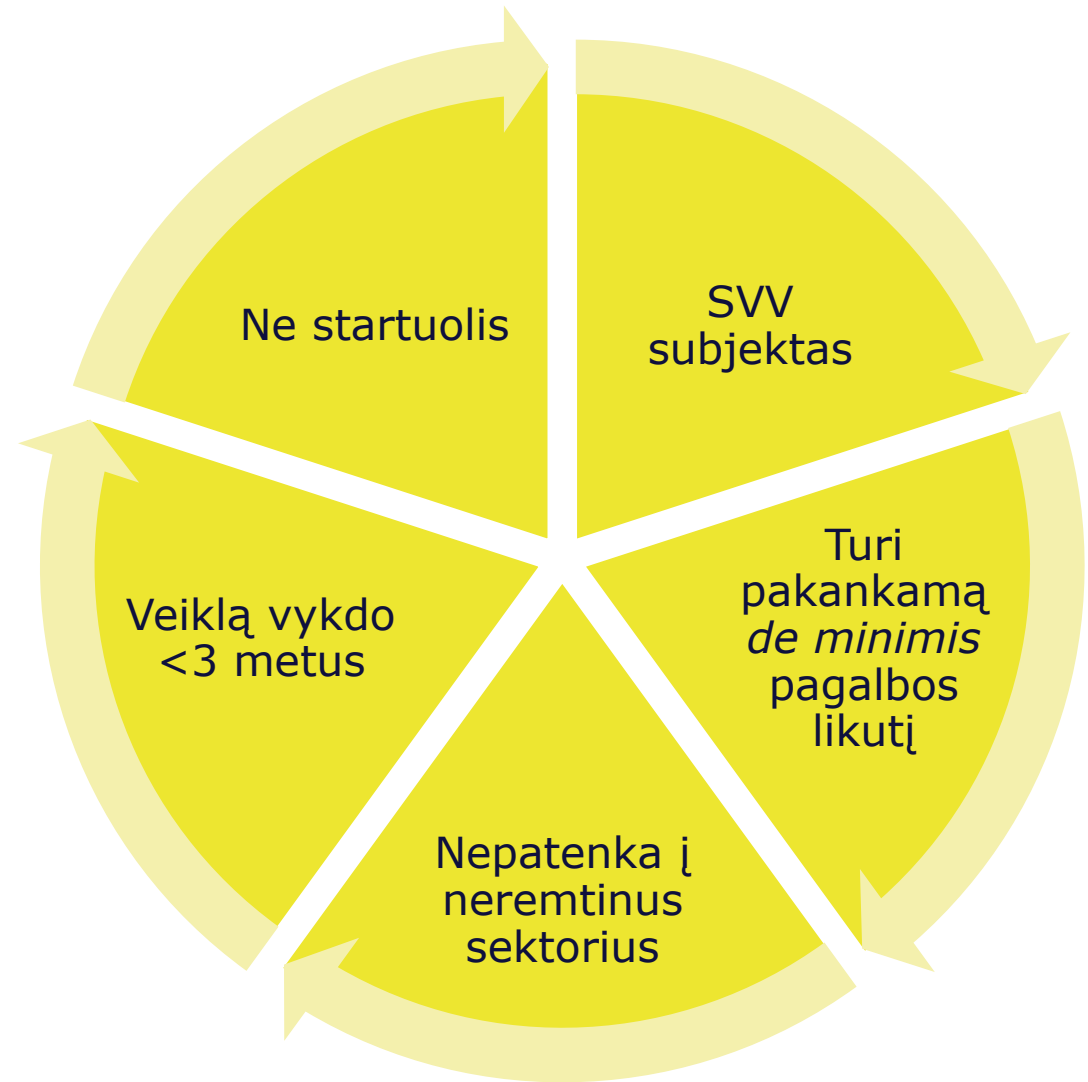 SVV
subjektas
Turi
pakankamą
de minimis
pagalbos
likutį
Nepatenka į
neremtinus
sektorius
Veiklą vykdo
<3 metus
Ne startuolis